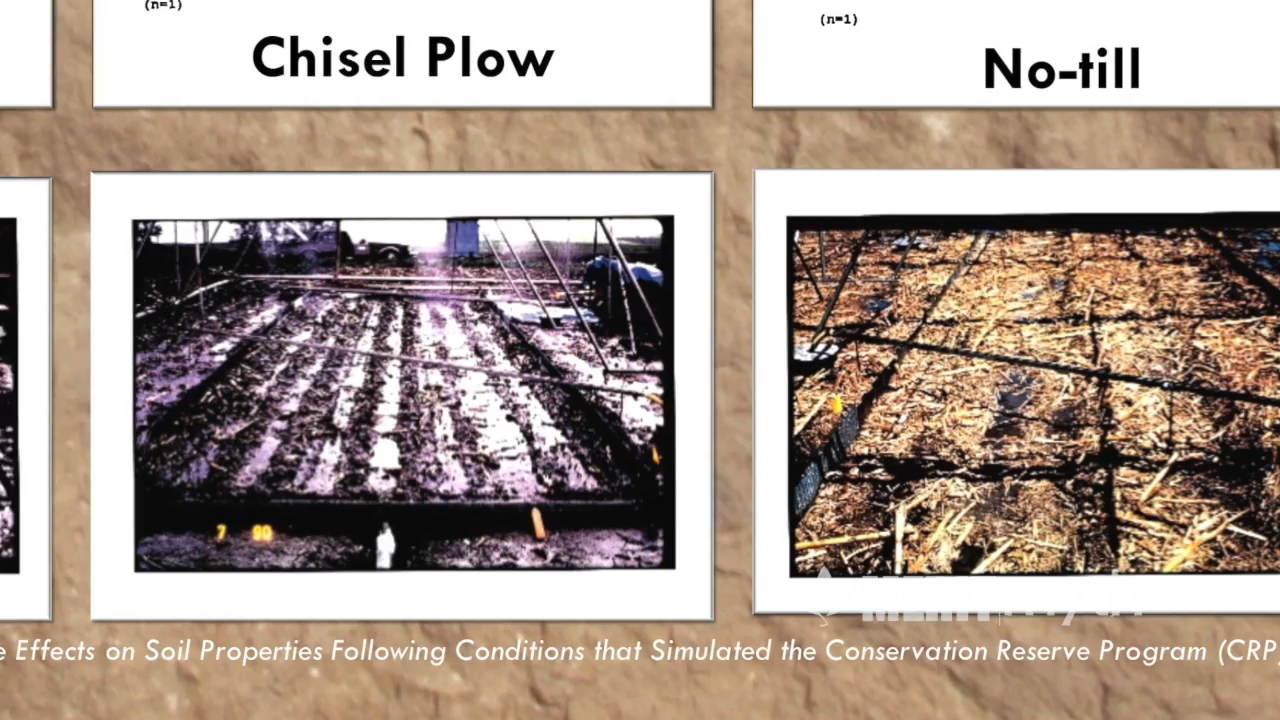 (n=1)
(n=1)
Chisel Plow
No-till
7 90
Effects on Soil Properties Following Conditions that Simulated the Conservation Reserve Program (CRP)